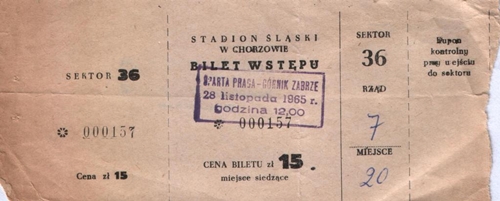 SEKTOR 36
✻ 000157
Cena zł 15
STADION ŚLĄSKI
W CHORZOWIE
BILET WSTĘPU
SPARTA PRAGA - GÓRNIK ZABRZE
28 listopada 1965 r.
godzina 12,00
✻ 000157
CENA BILETU zł 15.
miejsce siedzące
SEKTOR
36
RZĄD
7
MIEJSCE
20
Kupon
kontrolny
przy wejściu
do sektora